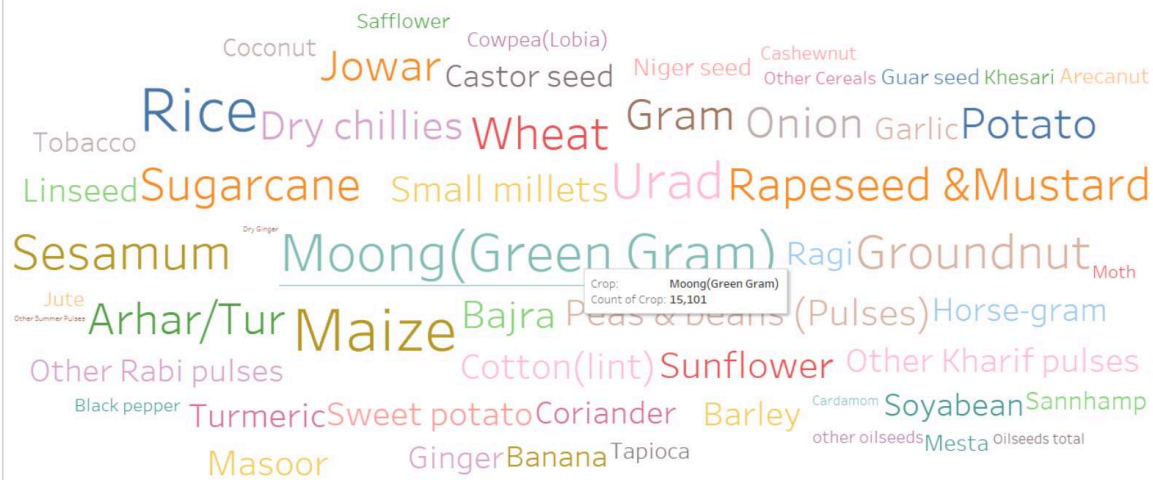 Safflower
Coconut
Cowpea(Lobia)
Jowar
Castor seed
Niger seed
Cashewnut
Other Cereals
Guar seed
Khesari
Arecanut
Tobacco
Rice
Dry chillies
Wheat
Gram
Onion
Garlic
Potato
Linseed
Sugarcane
Small millets
Urad
Rapeseed &Mustard
Sesamum
Dry Ginger
Moong(Green Gram)
Ragi
Groundnut
Moth
Crop: Moong(Green Gram)
Count of Crop: 15,101
Jute
Other Summer Pulses
Arhar/Tur
Maize
Bajra
Peas & beans (Pulses)
Horse-gram
Other Rabi pulses
Cotton(lint)
Sunflower
Other Kharif pulses
Black pepper
Turmeric
Sweet potato
Coriander
Barley
Cardamom
Soyabean
Sannhamp
other oilseeds
Mesta
Oilseeds total
Masoor
Ginger
Banana
Tapioca